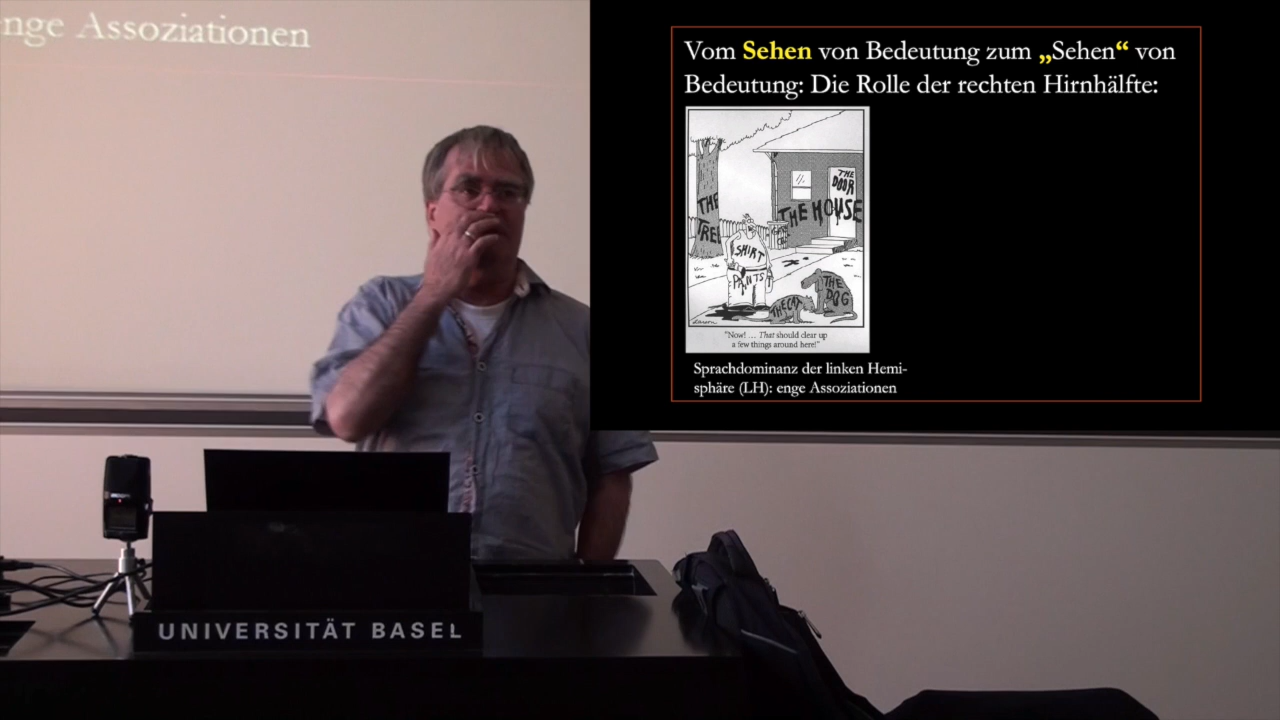 enge Assoziationen
Vom Sehen von Bedeutung zum „Sehen“ von
Bedeutung: Die Rolle der rechten Hirnhälfte:
THE
DOOR
THE HOUSE
THE
TREE
SHIRT
PANTS
THE CAT
THE
DOG
"Now! ... That should clear up
a few things around here!"
Sprachdominanz der linken Hemi-
sphäre (LH): enge Assoziationen
UNIVERSITÄT BASEL